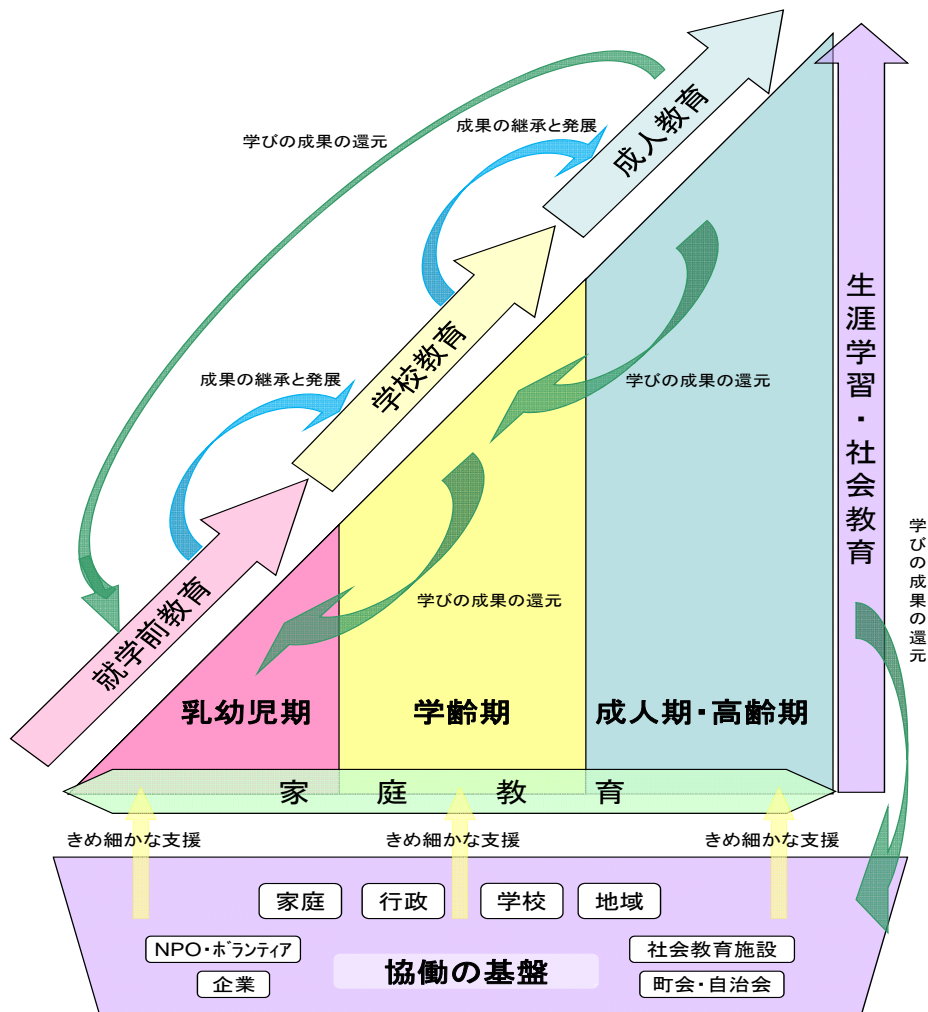 成人教育
成果の継承と発展
学びの成果の還元
生涯学習・社会教育
学校教育
成果の継承と発展
学びの成果の還元
学びの成果の還元
就学前教育
学びの成果の還元
乳幼児期
学齢期
成人期・高齢期
家庭教育
きめ細かな支援
きめ細かな支援
きめ細かな支援
家庭
行政
学校
地域
NPO・ボランティア
社会教育施設
企業
協働の基盤
町会・自治会